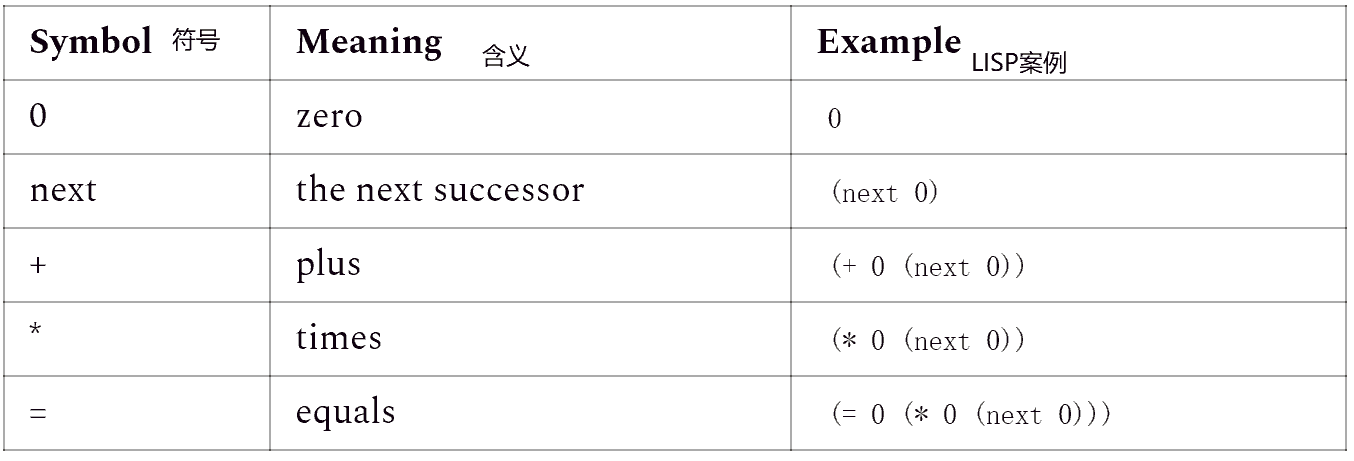 Symbol 符号 Meaning 含义 Example LISP案例
0 zero 0
next the next successor (next 0)
+ plus (+ 0 (next 0))
* times (* 0 (next 0))
= equals (= 0 (* 0 (next 0)))